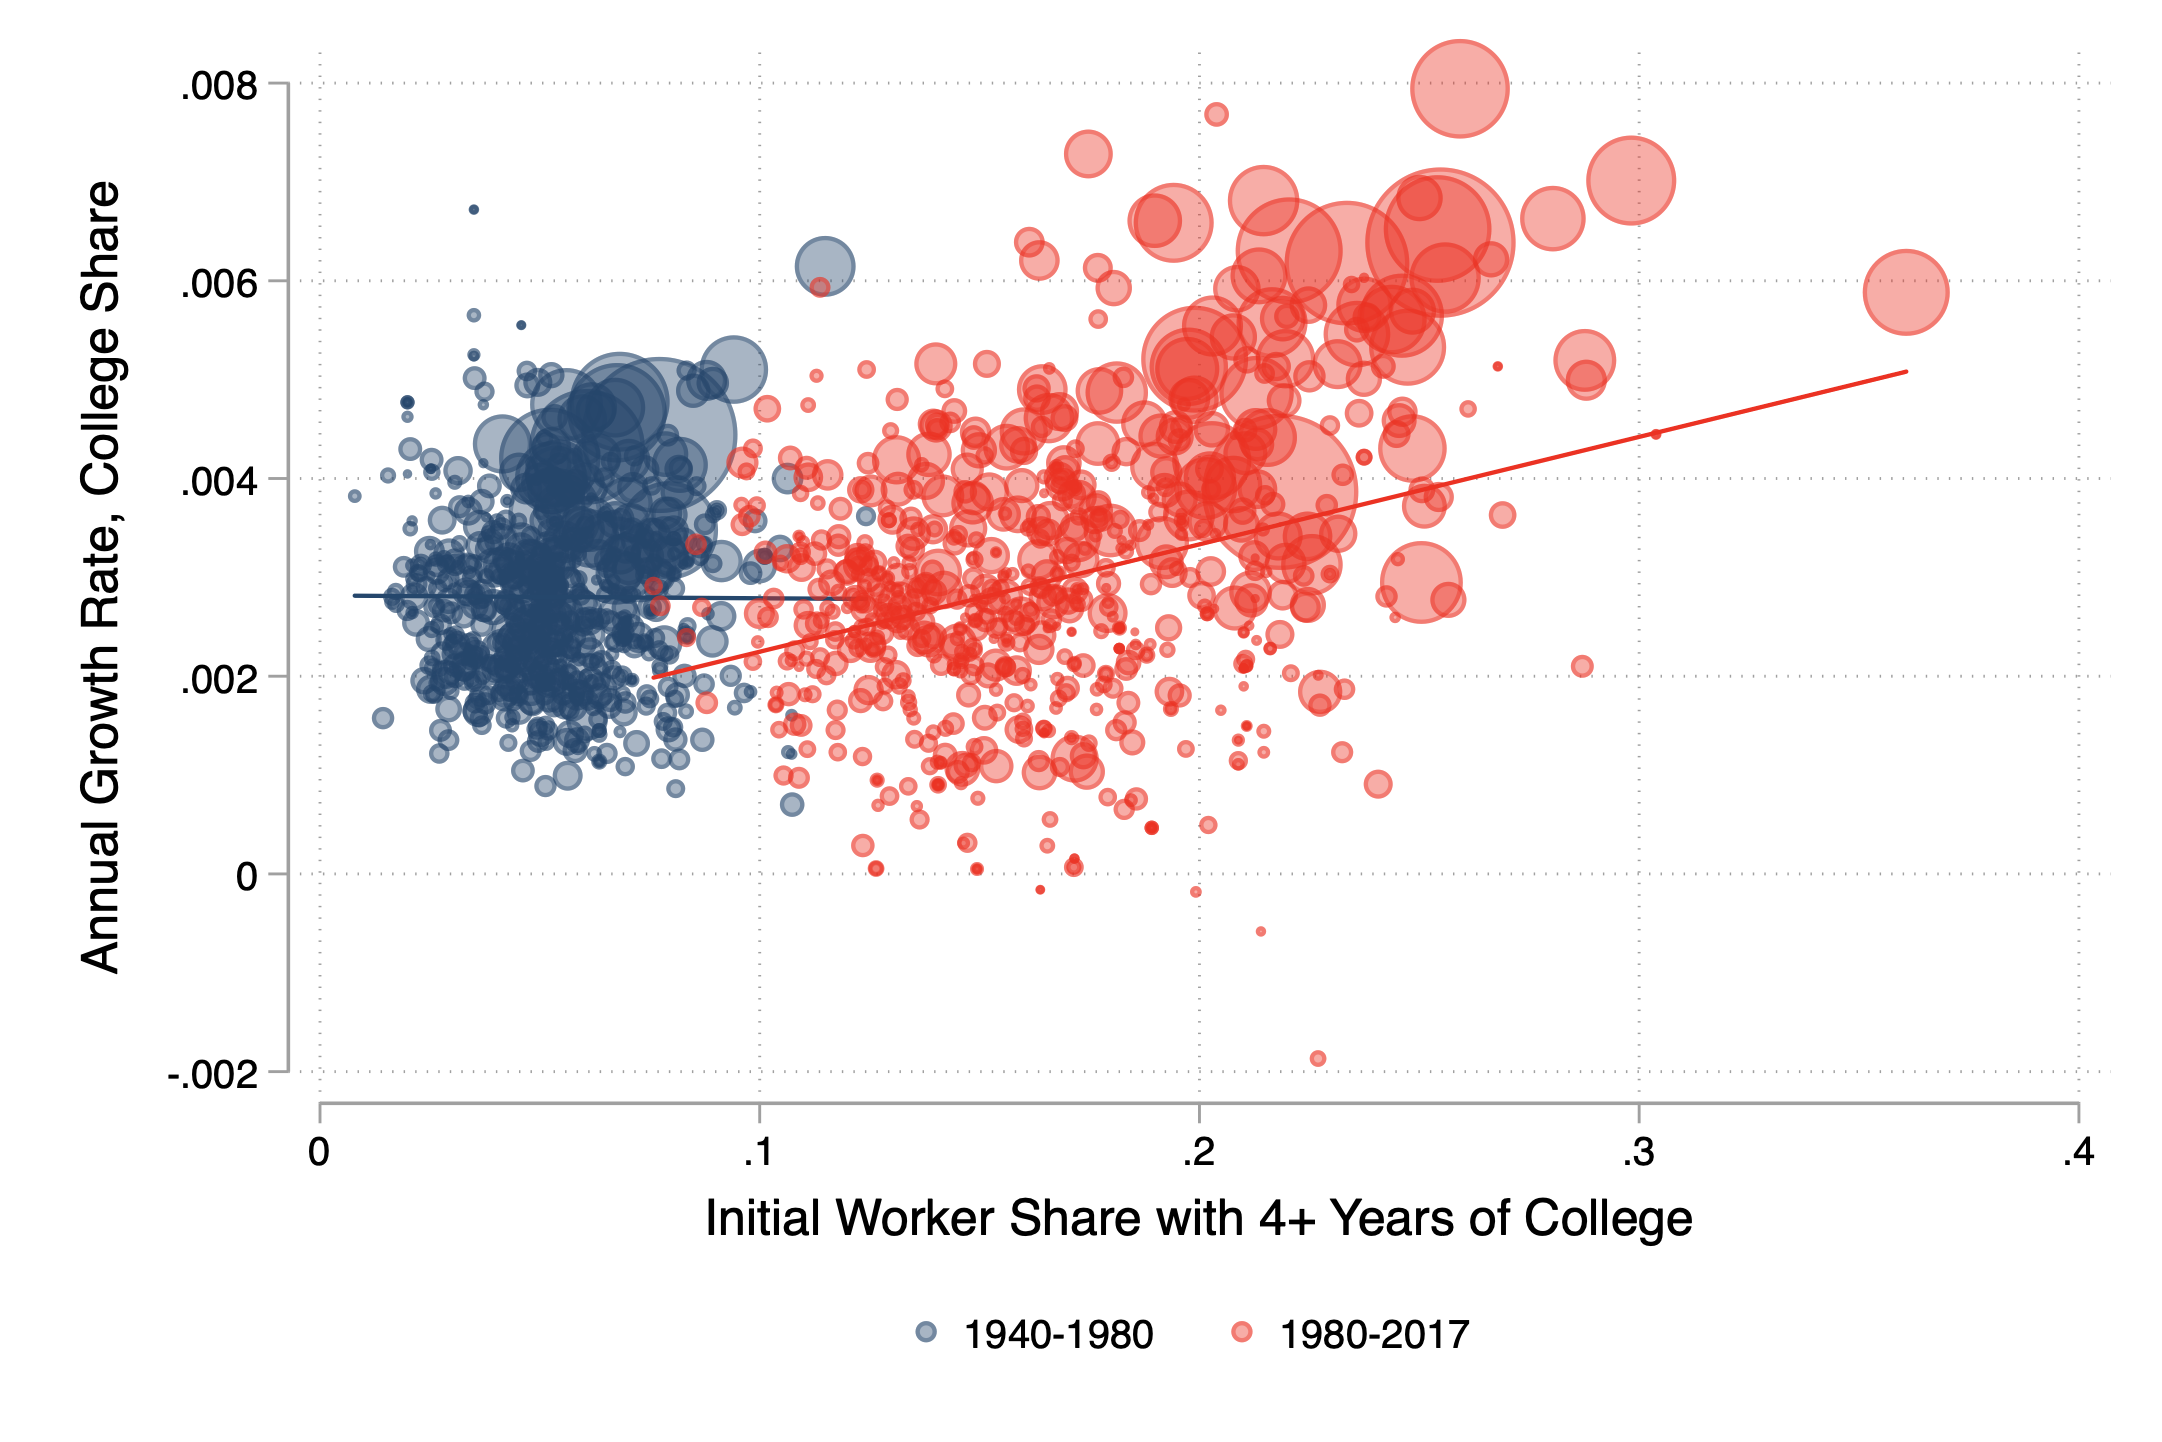 Annual Growth Rate, College Share
.008
.006
.004
.002
0
-.002
0 .1 .2 .3 .4
Initial Worker Share with 4+ Years of College
1940-1980 1980-2017